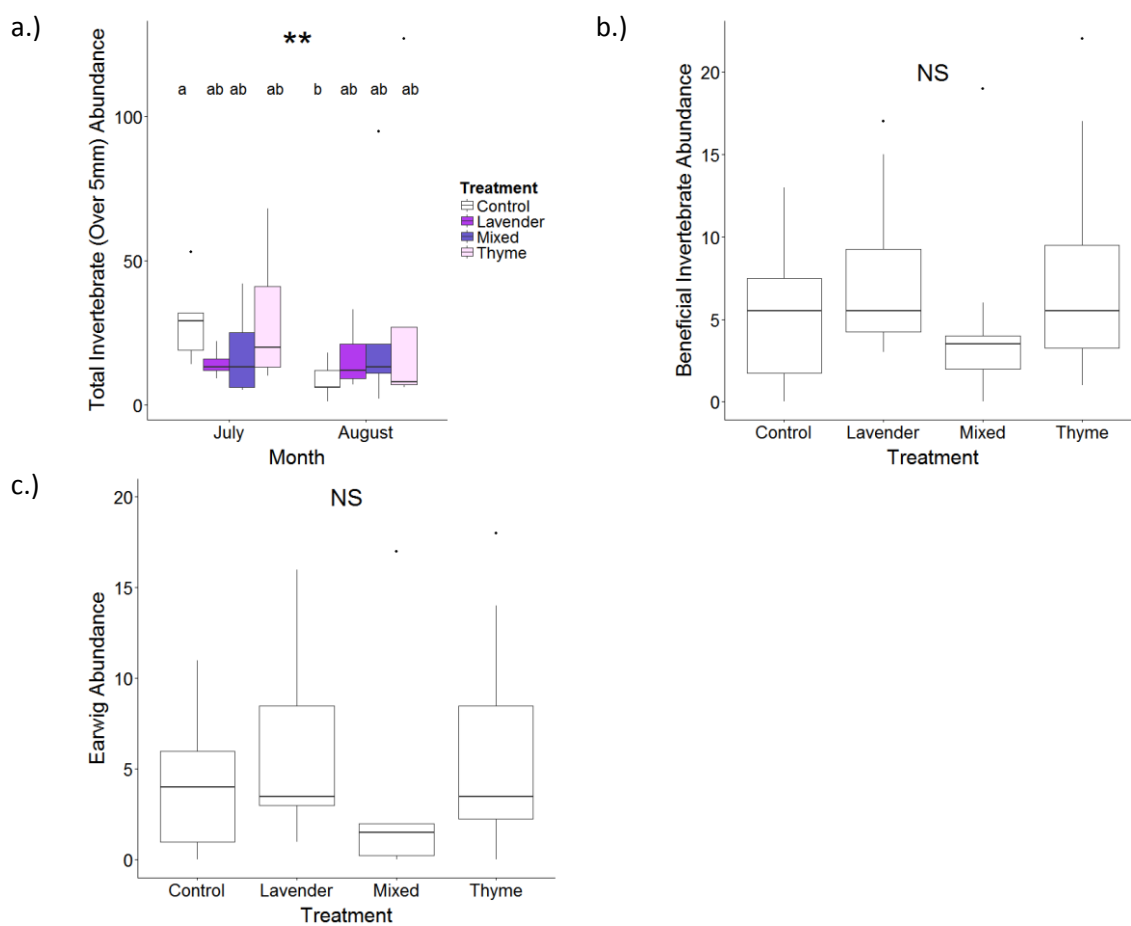 a.)
Total Invertebrate (Over 5mm) Abundance
**
a ab ab ab b ab ab ab
100
50
0
July August
Month
Treatment
Control
Lavender
Mixed
Thyme
b.)
Beneficial Invertebrate Abundance
NS
20
15
10
5
0
Control Lavender Mixed Thyme
Treatment
c.)
Earwig Abundance
NS
20
15
10
5
0
Control Lavender Mixed Thyme
Treatment